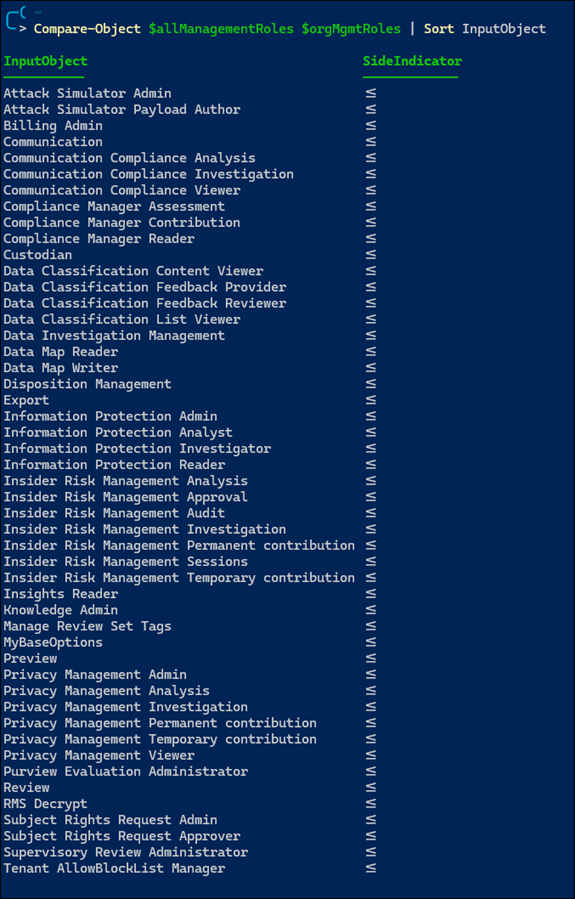 > Compare-Object $allManagementRoles $orgMgmtRoles | Sort InputObject
InputObject SideIndicator
Attack Simulator Admin ≤
Attack Simulator Payload Author ≤
Billing Admin ≤
Communication ≤
Communication Compliance Analysis ≤
Communication Compliance Investigation ≤
Communication Compliance Viewer ≤
Compliance Manager Assessment ≤
Compliance Manager Contribution ≤
Compliance Manager Reader ≤
Custodian ≤
Data Classification Content Viewer ≤
Data Classification Feedback Provider ≤
Data Classification Feedback Reviewer ≤
Data Classification List Viewer ≤
Data Investigation Management ≤
Data Map Reader ≤
Data Map Writer ≤
Disposition Management ≤
Export ≤
Information Protection Admin ≤
Information Protection Analyst ≤
Information Protection Investigator ≤
Information Protection Reader ≤
Insider Risk Management Analysis ≤
Insider Risk Management Approval ≤
Insider Risk Management Audit ≤
Insider Risk Management Investigation ≤
Insider Risk Management Permanent contribution ≤
Insider Risk Management Sessions ≤
Insider Risk Management Temporary contribution ≤
Insights Reader ≤
Knowledge Admin ≤
Manage Review Set Tags ≤
MyBaseOptions ≤
Preview ≤
Privacy Management Admin ≤
Privacy Management Analysis ≤
Privacy Management Investigation ≤
Privacy Management Permanent contribution ≤
Privacy Management Temporary contribution ≤
Privacy Management Viewer ≤
Purview Evaluation Administrator ≤
Review ≤
RMS Decrypt ≤
Subject Rights Request Admin ≤
Subject Rights Request Approver ≤
Supervisory Review Administrator ≤
Tenant AllowBlockList Manager ≤